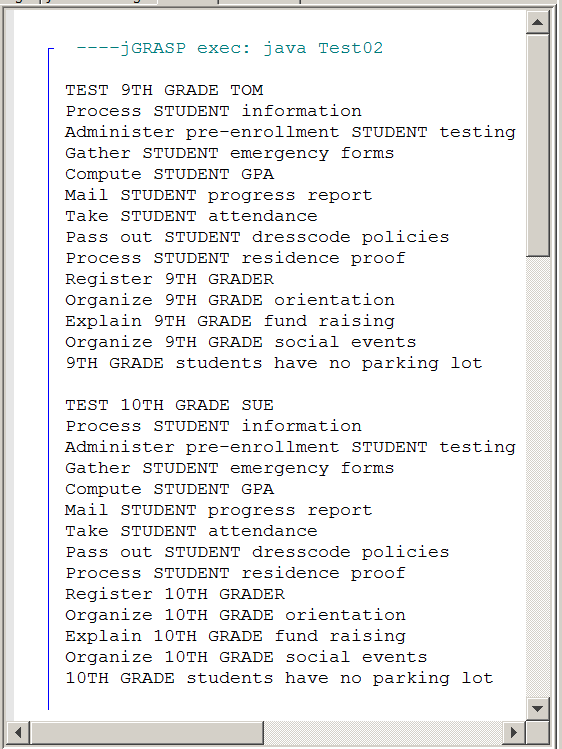 ----jGRASP exec: java Test02
TEST 9TH GRADE TOM
Process STUDENT information
Administer pre-enrollment STUDENT testing
Gather STUDENT emergency forms
Compute STUDENT GPA
Mail STUDENT progress report
Take STUDENT attendance
Pass out STUDENT dresscode policies
Process STUDENT residence proof
Register 9TH GRADER
Organize 9TH GRADE orientation
Explain 9TH GRADE fund raising
Organize 9TH GRADE social events
9TH GRADE students have no parking lot
TEST 10TH GRADE SUE
Process STUDENT information
Administer pre-enrollment STUDENT testing
Gather STUDENT emergency forms
Compute STUDENT GPA
Mail STUDENT progress report
Take STUDENT attendance
Pass out STUDENT dresscode policies
Process STUDENT residence proof
Register 10TH GRADER
Organize 10TH GRADE orientation
Explain 10TH GRADE fund raising
Organize 10TH GRADE social events
10TH GRADE students have no parking lot